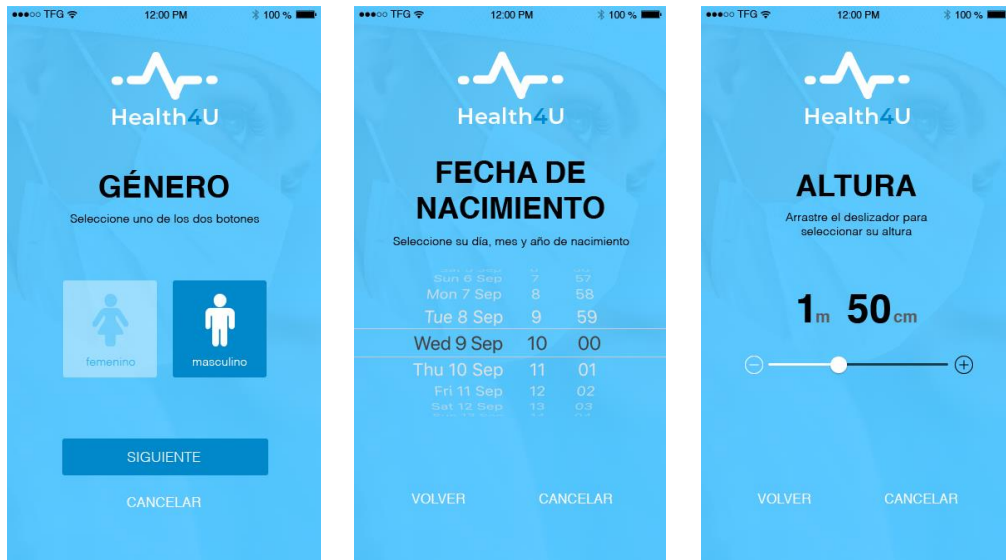 TFG 12:00 PM 100 %
Health4U
GÉNERO
Seleccione uno de los dos botones
femenino masculino
SIGUIENTE
CANCELAR
TFG 12:00 PM 100 %
Health4U
FECHA DE
NACIMIENTO
Seleccione su día, mes y año de nacimiento
Sun 6 Sep 7 57
Mon 7 Sep 8 58
Tue 8 Sep 9 59
Wed 9 Sep 10 00
Thu 10 Sep 11 01
Fri 11 Sep 12 02
Sat 12 Sep 13 03
VOLVER CANCELAR
TFG 12:00 PM 100 %
Health4U
ALTURA
Arrastre el deslizador para
seleccionar su altura
1m 50cm
VOLVER CANCELAR